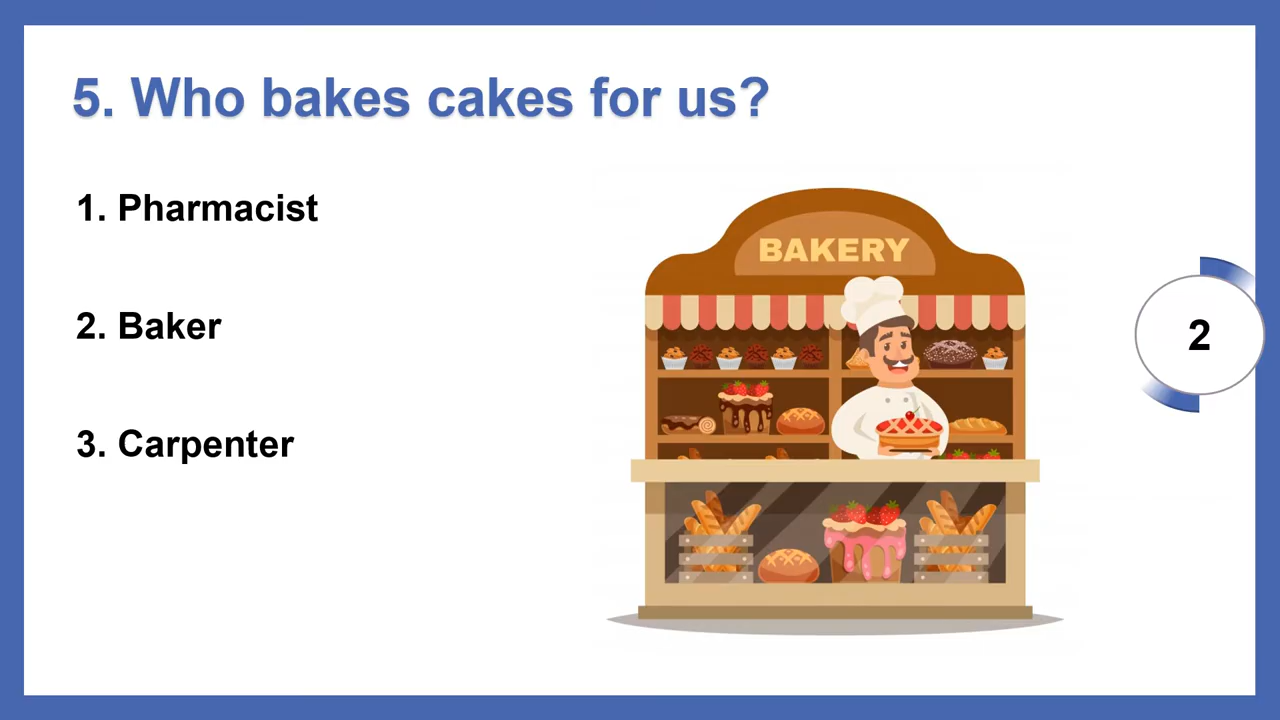 5. Who bakes cakes for us?
1. Pharmacist
2. Baker
3. Carpenter
BAKERY
2